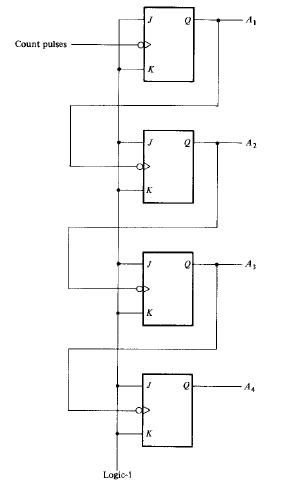 J Q A1
Count pulses
K
J Q A2
K
J Q A3
K
J Q A4
K
Logic-1